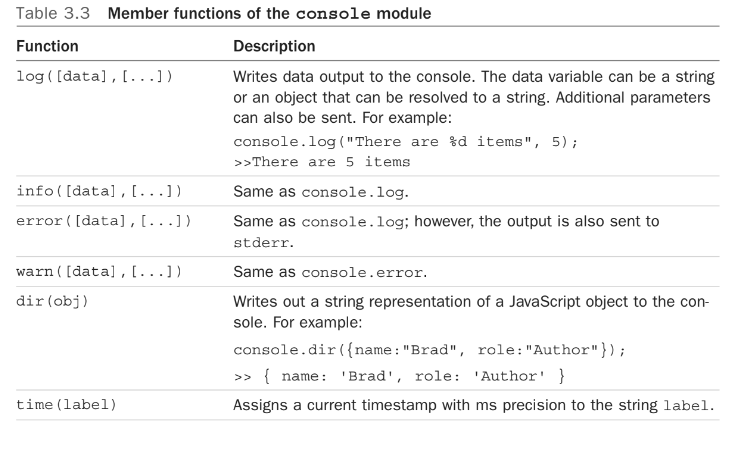 Table 3.3 Member functions of the console module
Function Description
log([data],[...]) Writes data output to the console. The data variable can be a string
or an object that can be resolved to a string. Additional parameters
can also be sent. For example:
console.log("There are %d items", 5);
>>There are 5 items
info([data],[...]) Same as console.log.
error([data],[...]) Same as console.log; however, the output is also sent to
stderr.
warn([data],[...]) Same as console.error.
dir(obj) Writes out a string representation of a JavaScript object to the con-
sole. For example:
console.dir({name:"Brad", role:"Author"});
>> { name: 'Brad', role: 'Author' }
time(label) Assigns a current timestamp with ms precision to the string label.